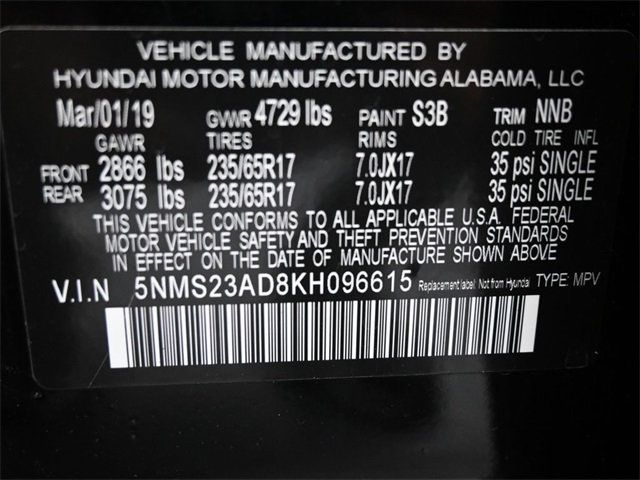 VEHICLE MANUFACTURED BY
HYUNDAI MOTOR MANUFACTURING ALABAMA, LLC
Mar/01/19 GVWR 4729 lbs PAINT S3B TRIM NNB
GAWR TIRES RIMS COLD TIRE INFL
FRONT 2866 lbs 235/65R17 7.0JX17 35 psi SINGLE
REAR 3075 lbs 235/65R17 7.0JX17 35 psi SINGLE
THIS VEHICLE CONFORMS TO ALL APPLICABLE U.S.A. FEDERAL
MOTOR VEHICLE SAFETY AND THEFT PREVENTION STANDARDS
IN EFFECT ON THE DATE OF MANUFACTURE SHOWN ABOVE
V.I.N 5NMS23AD8KH096615 Replacement label: Not from Hyundai TYPE: MPV